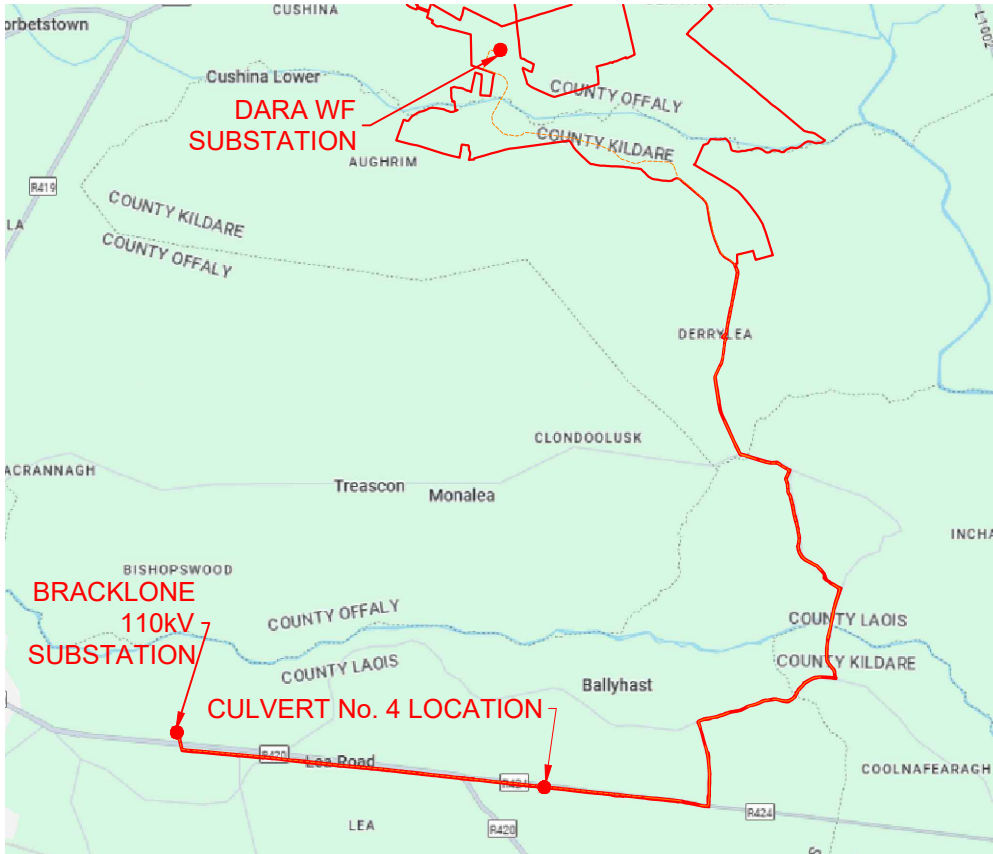 CUSHINA
orbetstown
L1002
Cushina Lower
DARA WF
SUBSTATION
COUNTY OFFALY
COUNTY KILDARE
AUGHRIM
R419
COUNTY KILDARE
LA
COUNTY OFFALY
DERRYLEA
CLONDOOLUSK
ACRANNAGH
Treascon
Monalea
INCHA
BISHOPSWOOD
BRACKLONE
110kV
SUBSTATION
COUNTY OFFALY
COUNTY LAOIS
COUNTY LAOIS
COUNTY KILDARE
Ballyhast
CULVERT No. 4 LOCATION
R420
Lea Road
R424
COOLNAFEARAGH
R424
LEA
R420